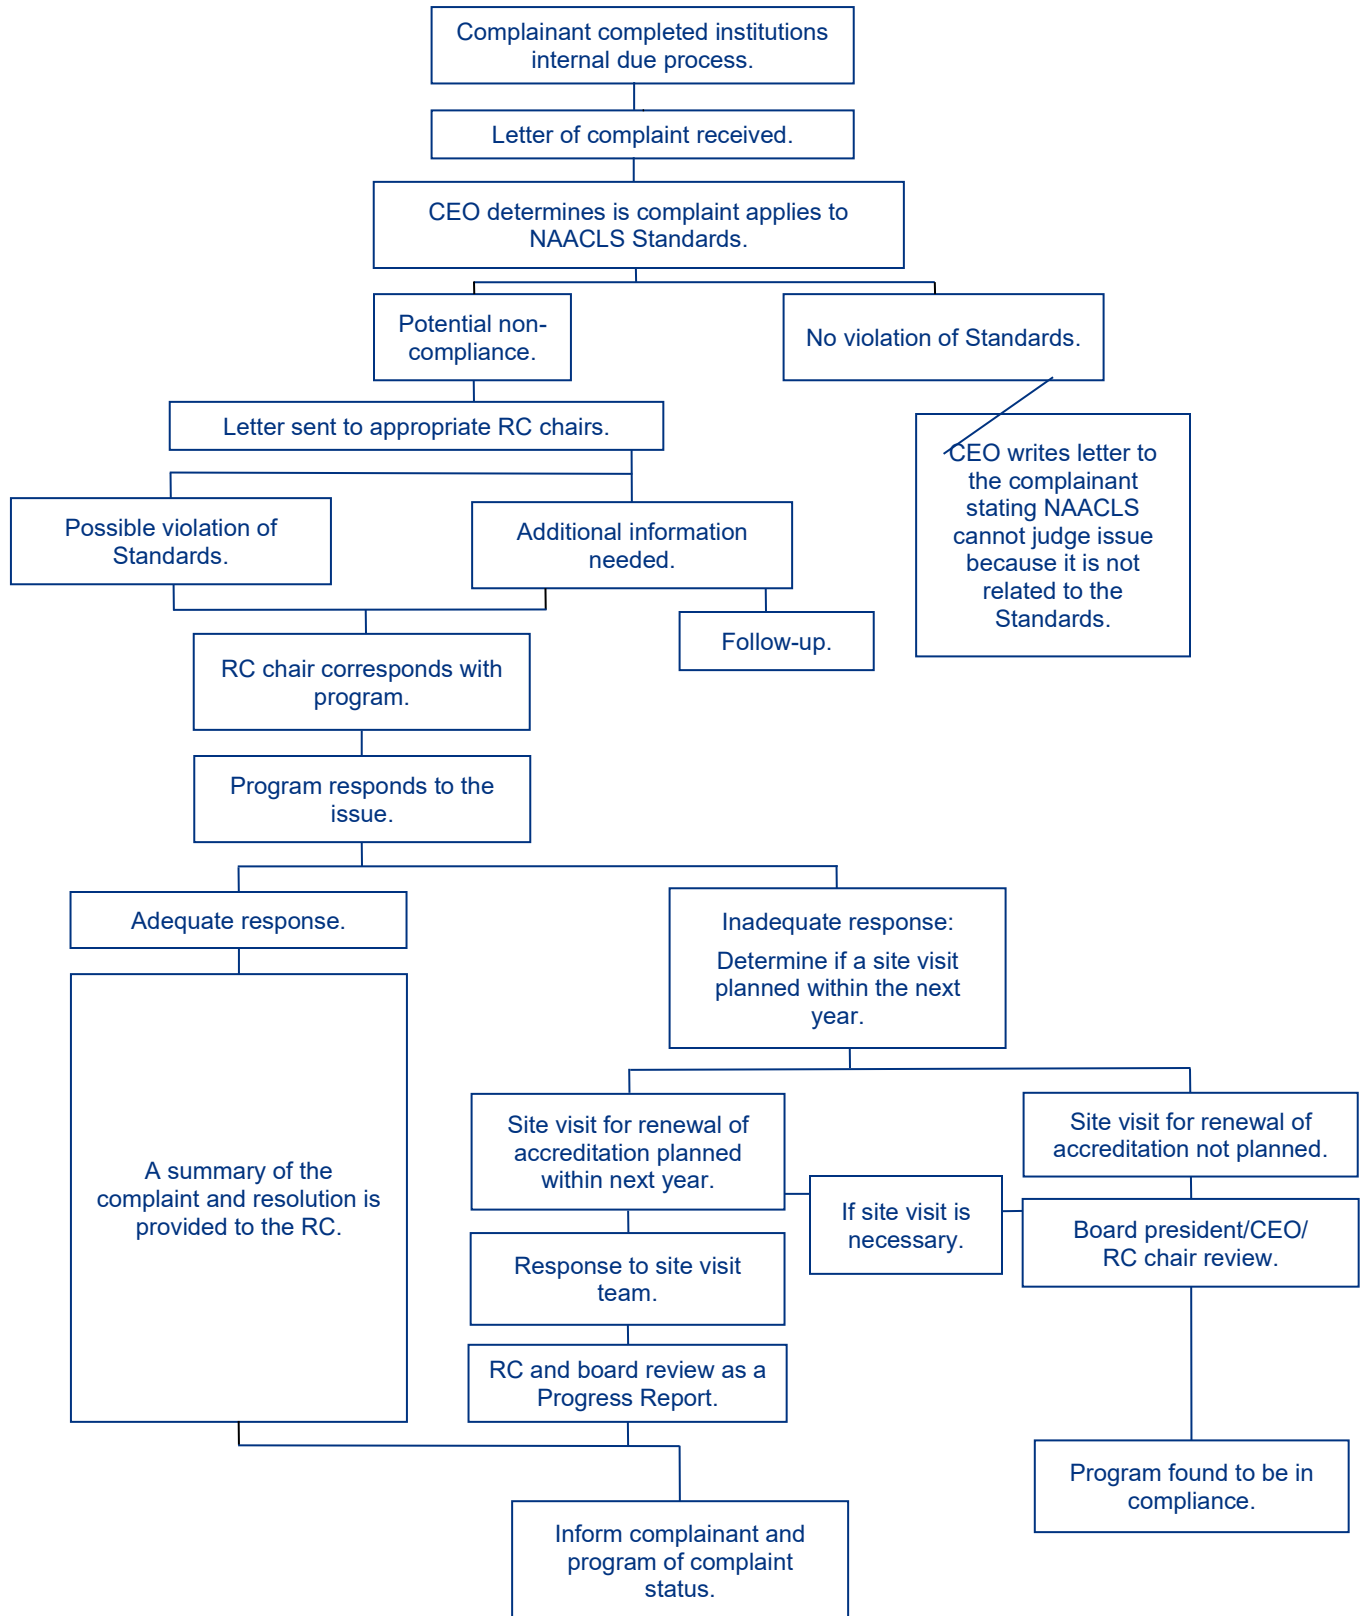 Complainant completed institutions
internal due process.
Letter of complaint received.
CEO determines is complaint applies to
NAACLS Standards.
Potential non-
compliance.
No violation of Standards.
Letter sent to appropriate RC chairs.
CEO writes letter to
the complainant
stating NAACLS
cannot judge issue
because it is not
related to the
Standards.
Possible violation of
Standards.
Additional information
needed.
Follow-up.
RC chair corresponds with
program.
Program responds to the
issue.
Adequate response.
Inadequate response:
Determine if a site visit
planned within the next
year.
A summary of the
complaint and resolution is
provided to the RC.
Site visit for renewal of
accreditation planned
within next year.
Site visit for renewal of
accreditation not planned.
If site visit is
necessary.
Board president/CEO/
RC chair review.
Response to site visit
team.
RC and board review as a
Progress Report.
Program found to be in
compliance.
Inform complainant and
program of complaint
status.